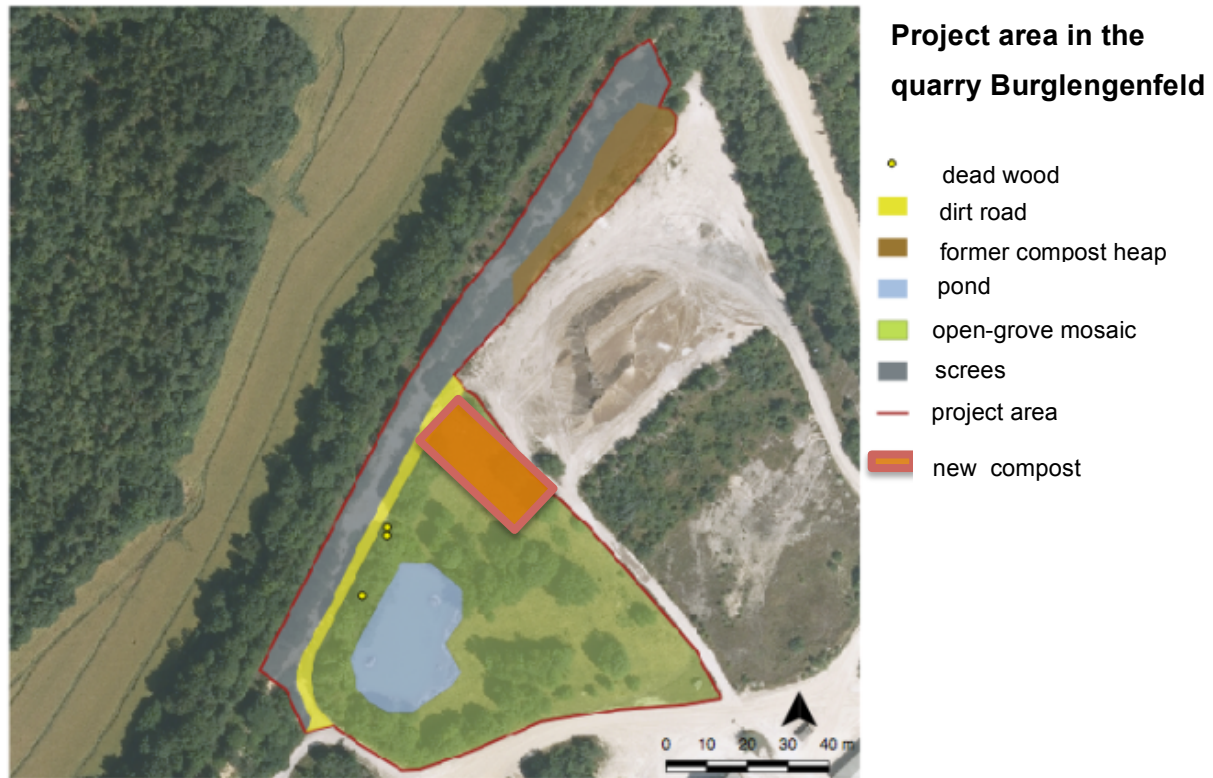 Project area in the
quarry Burglengenfeld
dead wood
dirt road
former compost heap
pond
open-grove mosaic
screes
project area
new compost
0 10 20 30 40 m